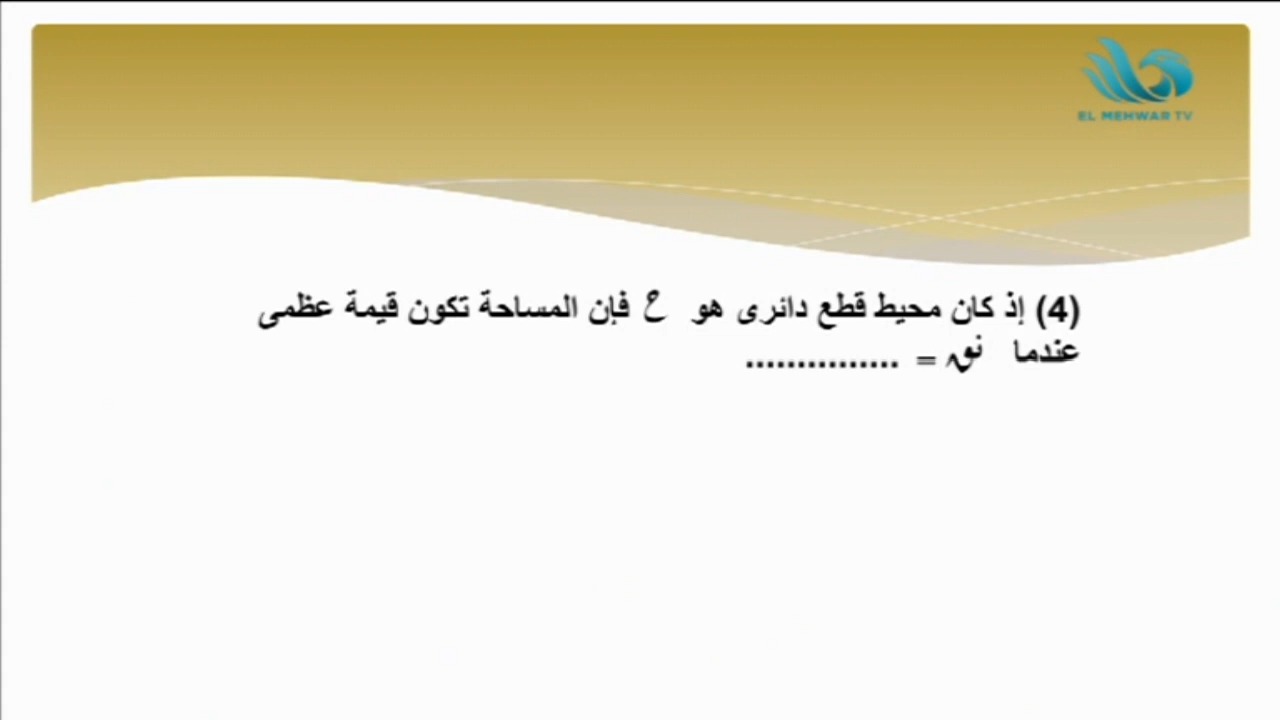 EL MEHWAR TV
(4) إذ كان محيط قطع دائرى هو ع فإن المساحة تكون قيمة عظمى
عندما نق = ...............